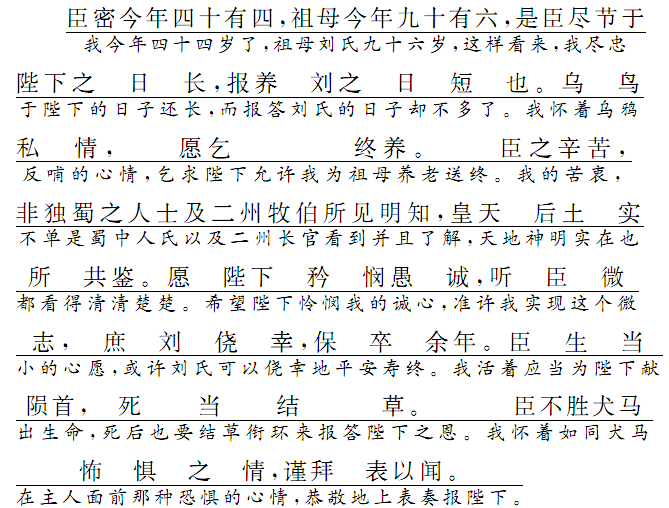 臣密今年四十有四,祖母今年九十有六,是臣尽节于
我今年四十四岁了,祖母刘氏九十六岁,这样看来,我尽忠
陛下之日长,报养刘之日短也。乌鸟
于陛下的日子还长,而报答刘氏的日子却不多了。我怀着乌鸦
私情,愿乞终养。臣之辛苦,
反哺的心情,乞求陛下允许我为祖母养老送终。我的苦衷,
非独蜀之人士及二州牧伯所见明知,皇天后土实
不单是蜀中人氏以及二州长官看到并且了解,天地神明实在也
所共鉴。愿陛下矜悯愚诚,听臣微
都看得清清楚楚。希望陛下怜悯我的诚心,准许我实现这个微
志,庶刘侥幸,保卒余年。臣生当
小的心愿,或许刘氏可以侥幸地平安寿终。我活着应当为陛下献
陨首,死当结草。臣不胜犬马
出生命,死后也要结草衔环来报答陛下之恩。我怀着如同犬马
怖惧之情,谨拜表以闻。
在主人面前那种恐惧的心情,恭敬地上表奏报陛下。